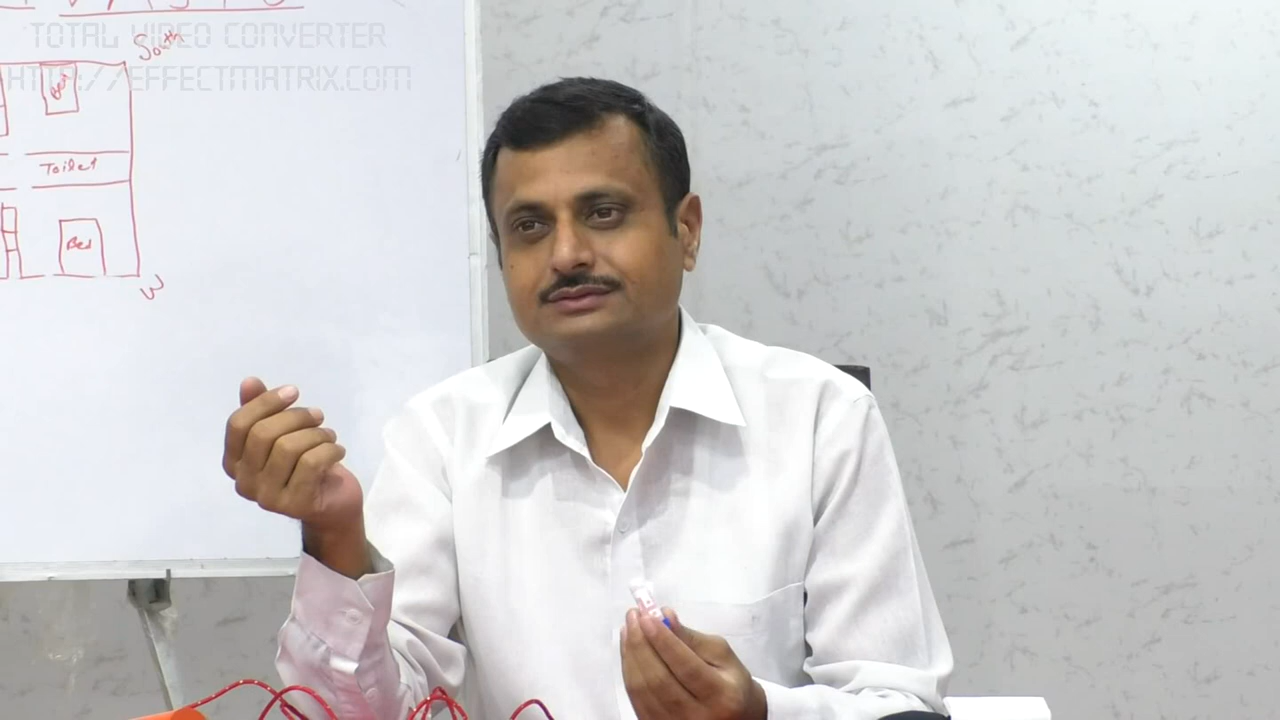 TOTAL VIDEO CONVERTER
South
HTTP://EFFECTMATRIX.COM
Toilet
Bed
W